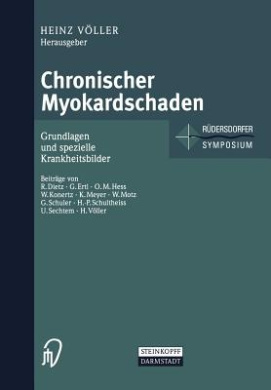 HEINZ VÖLLER
Herausgeber
Chronischer
Myokardschaden
Grundlagen
und spezielle
Krankheitsbilder
RÜDERSDORFER
SYMPOSIUM
Beiträge von
R. Dietz · G. Ertl · O. M. Hess
W. Konertz · K. Meyer · W. Motz
G. Schuler · H.-P. Schultheiss
U. Sechtem · H. Völler
STEINKOPFF
DARMSTADT